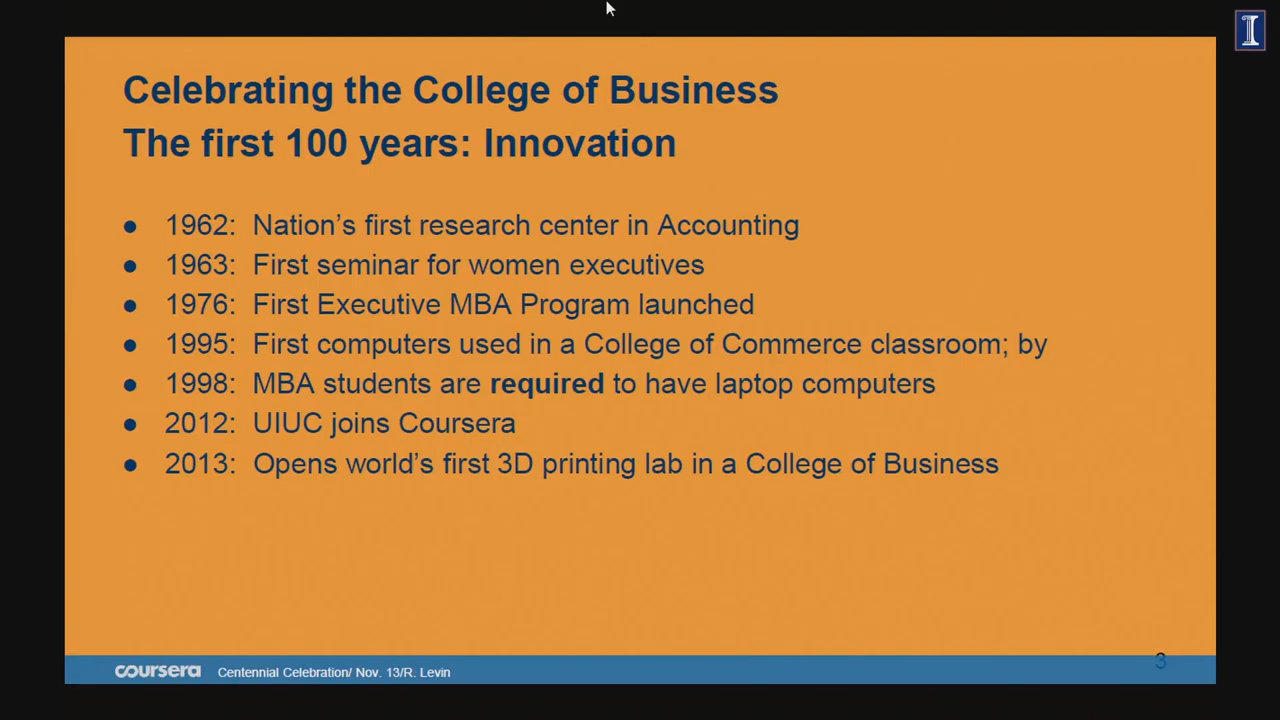 I
Celebrating the College of Business
The first 100 years: Innovation
● 1962: Nation's first research center in Accounting
● 1963: First seminar for women executives
● 1976: First Executive MBA Program launched
● 1995: First computers used in a College of Commerce classroom; by
● 1998: MBA students are required to have laptop computers
● 2012: UIUC joins Coursera
● 2013: Opens world's first 3D printing lab in a College of Business
coursera Centennial Celebration/ Nov. 13/R. Levin
3